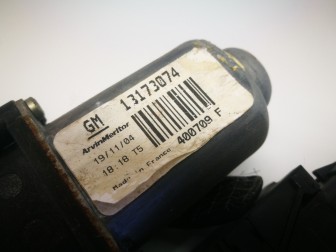 GM 13173074
ArvinMeritor
19/11/04
18:18 T5 400709 F
Made in France